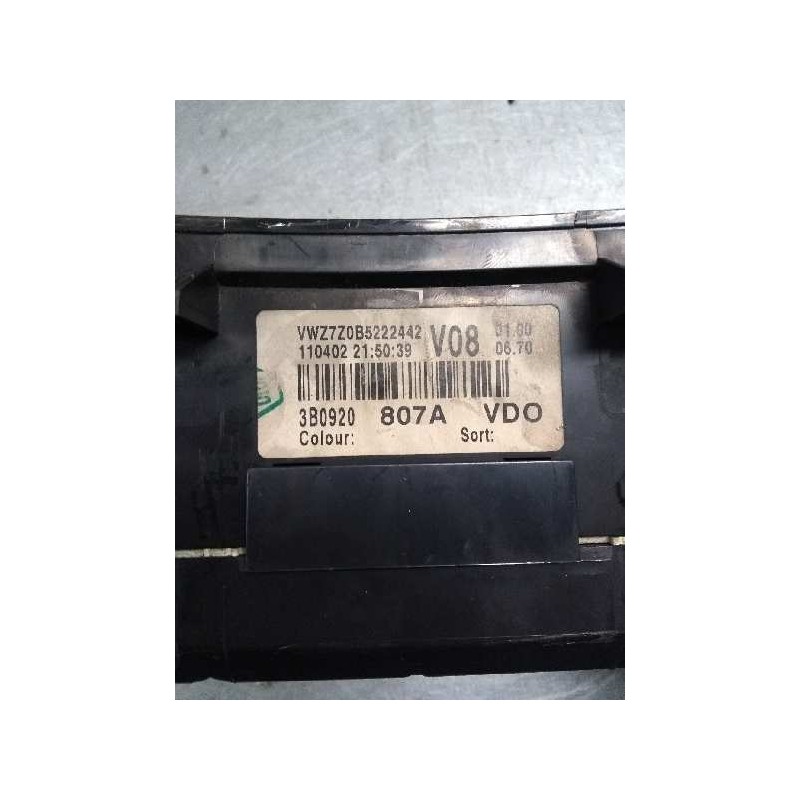 VWZ7Z0B5222442 V08 01.00
110402 21:50:39 06.70
3B0920 807A VDO
Colour: Sort: